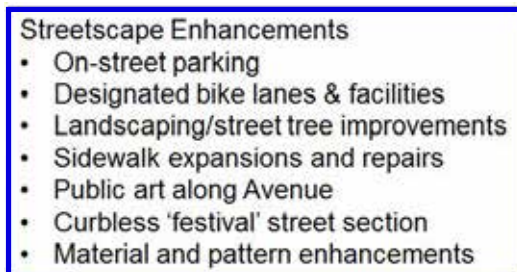 Streetscape Enhancements
• On-street parking
• Designated bike lanes & facilities
• Landscaping/street tree improvements
• Sidewalk expansions and repairs
• Public art along Avenue
• Curbless ‘festival’ street section
• Material and pattern enhancements